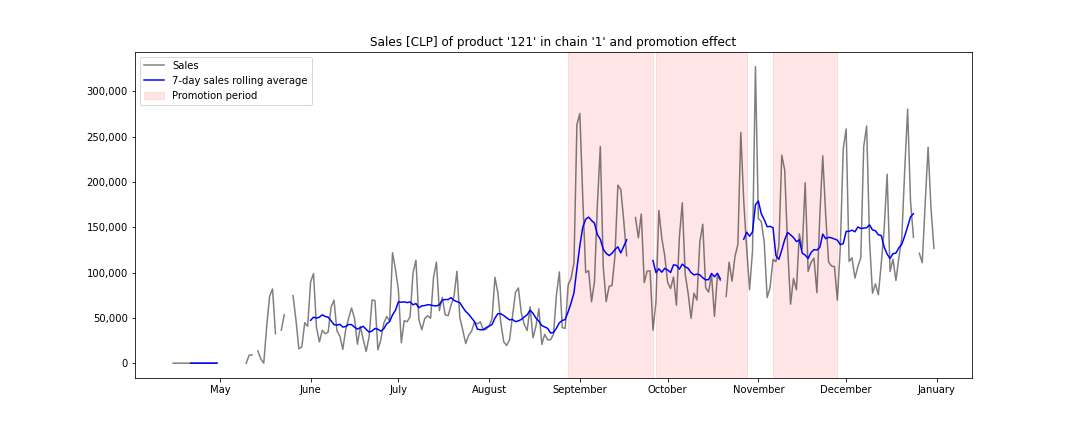 Sales [CLP] of product '121' in chain '1' and promotion effect
Sales
7-day sales rolling average
Promotion period
300,000
250,000
200,000
150,000
100,000
50,000
0
May June July August September October November December January